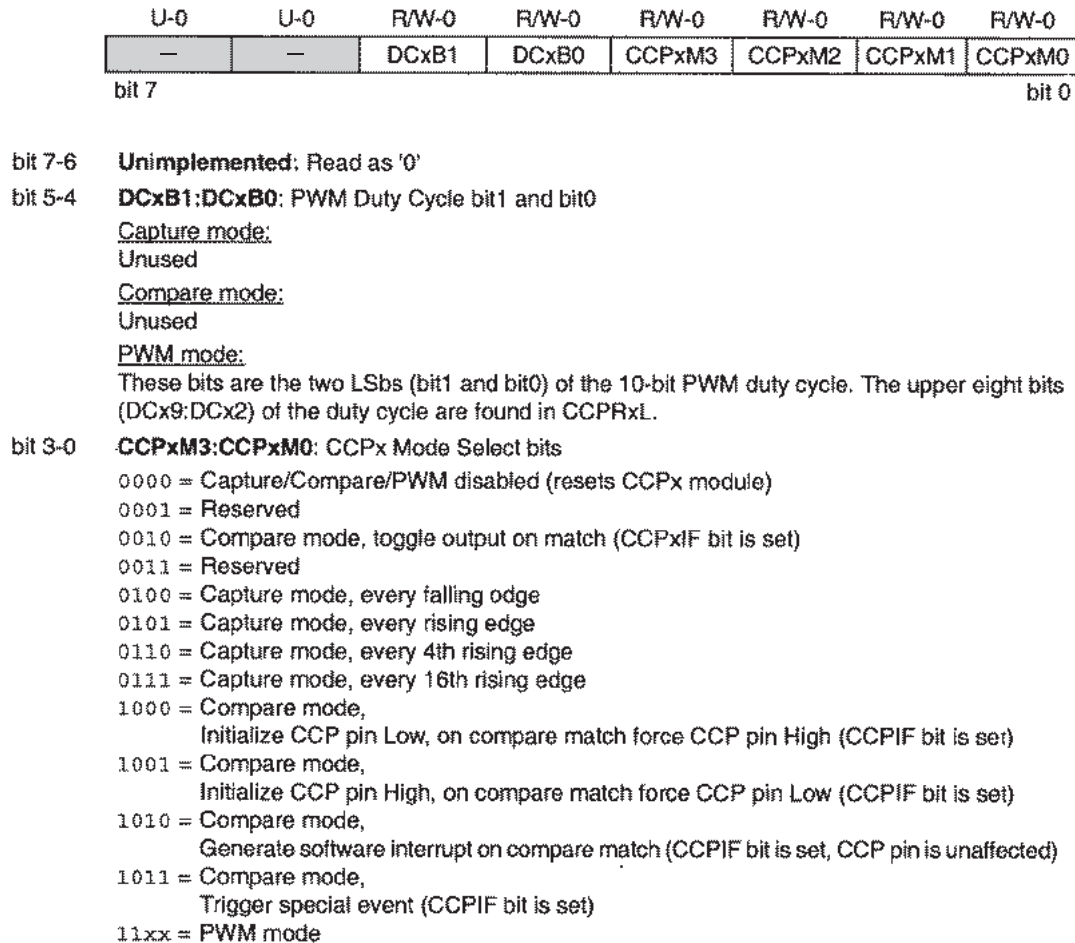 U-0 U-0 R/W-0 R/W-0 R/W-0 R/W-0 R/W-0 R/W-0
— — DCxB1 DCxB0 CCPxM3 CCPxM2 CCPxM1 CCPxM0
bit 7 bit 0
bit 7-6 Unimplemented: Read as '0'
bit 5-4 DCxB1:DCxB0: PWM Duty Cycle bit1 and bit0
Capture mode:
Unused
Compare mode:
Unused
PWM mode:
These bits are the two LSbs (bit1 and bit0) of the 10-bit PWM duty cycle. The upper eight bits
(DCx9:DCx2) of the duty cycle are found in CCPRxL.
bit 3-0 CCPxM3:CCPxM0: CCPx Mode Select bits
0000 = Capture/Compare/PWM disabled (resets CCPx module)
0001 = Reserved
0010 = Compare mode, toggle output on match (CCPxIF bit is set)
0011 = Reserved
0100 = Capture mode, every falling edge
0101 = Capture mode, every rising edge
0110 = Capture mode, every 4th rising edge
0111 = Capture mode, every 16th rising edge
1000 = Compare mode,
Initialize CCP pin Low, on compare match force CCP pin High (CCPIF bit is set)
1001 = Compare mode,
Initialize CCP pin High, on compare match force CCP pin Low (CCPIF bit is set)
1010 = Compare mode,
Generate software interrupt on compare match (CCPIF bit is set, CCP pin is unaffected)
1011 = Compare mode,
Trigger special event (CCPIF bit is set)
11xx = PWM mode